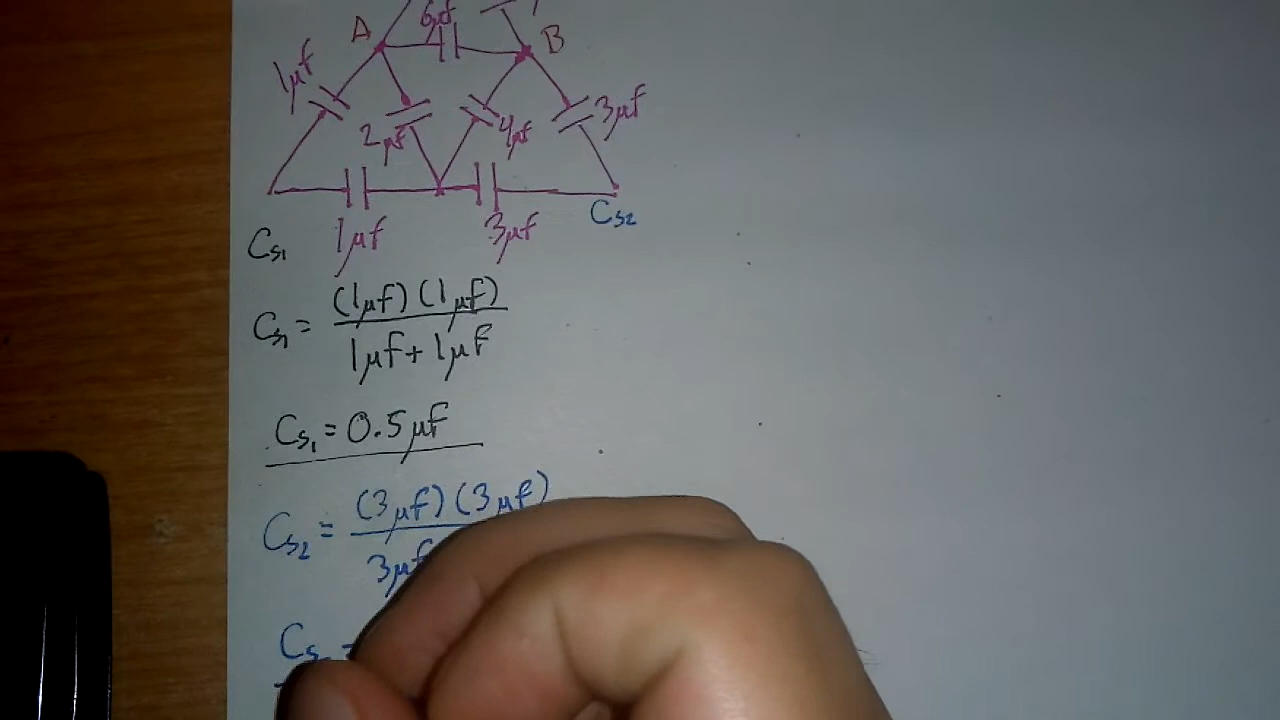 A 6µf B
1µf 2µf 4µf 3µf
Cs1 1µf 3µf Cs2
Cs1 = (1µf)(1µf)
1µf + 1µf
Cs1 = 0.5µf
Cs2 = (3µf)(3µf)
3µf
Cs =